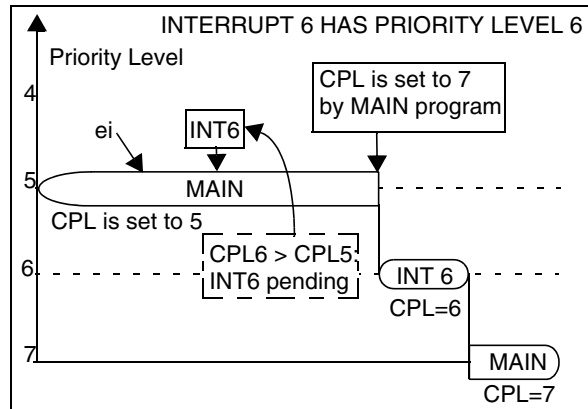 INTERRUPT 6 HAS PRIORITY LEVEL 6
Priority Level
4
CPL is set to 7
by MAIN program
ei
INT6
5
MAIN
CPL is set to 5
CPL6 > CPL5:
INT6 pending
6
INT 6
CPL=6
7
MAIN
CPL=7